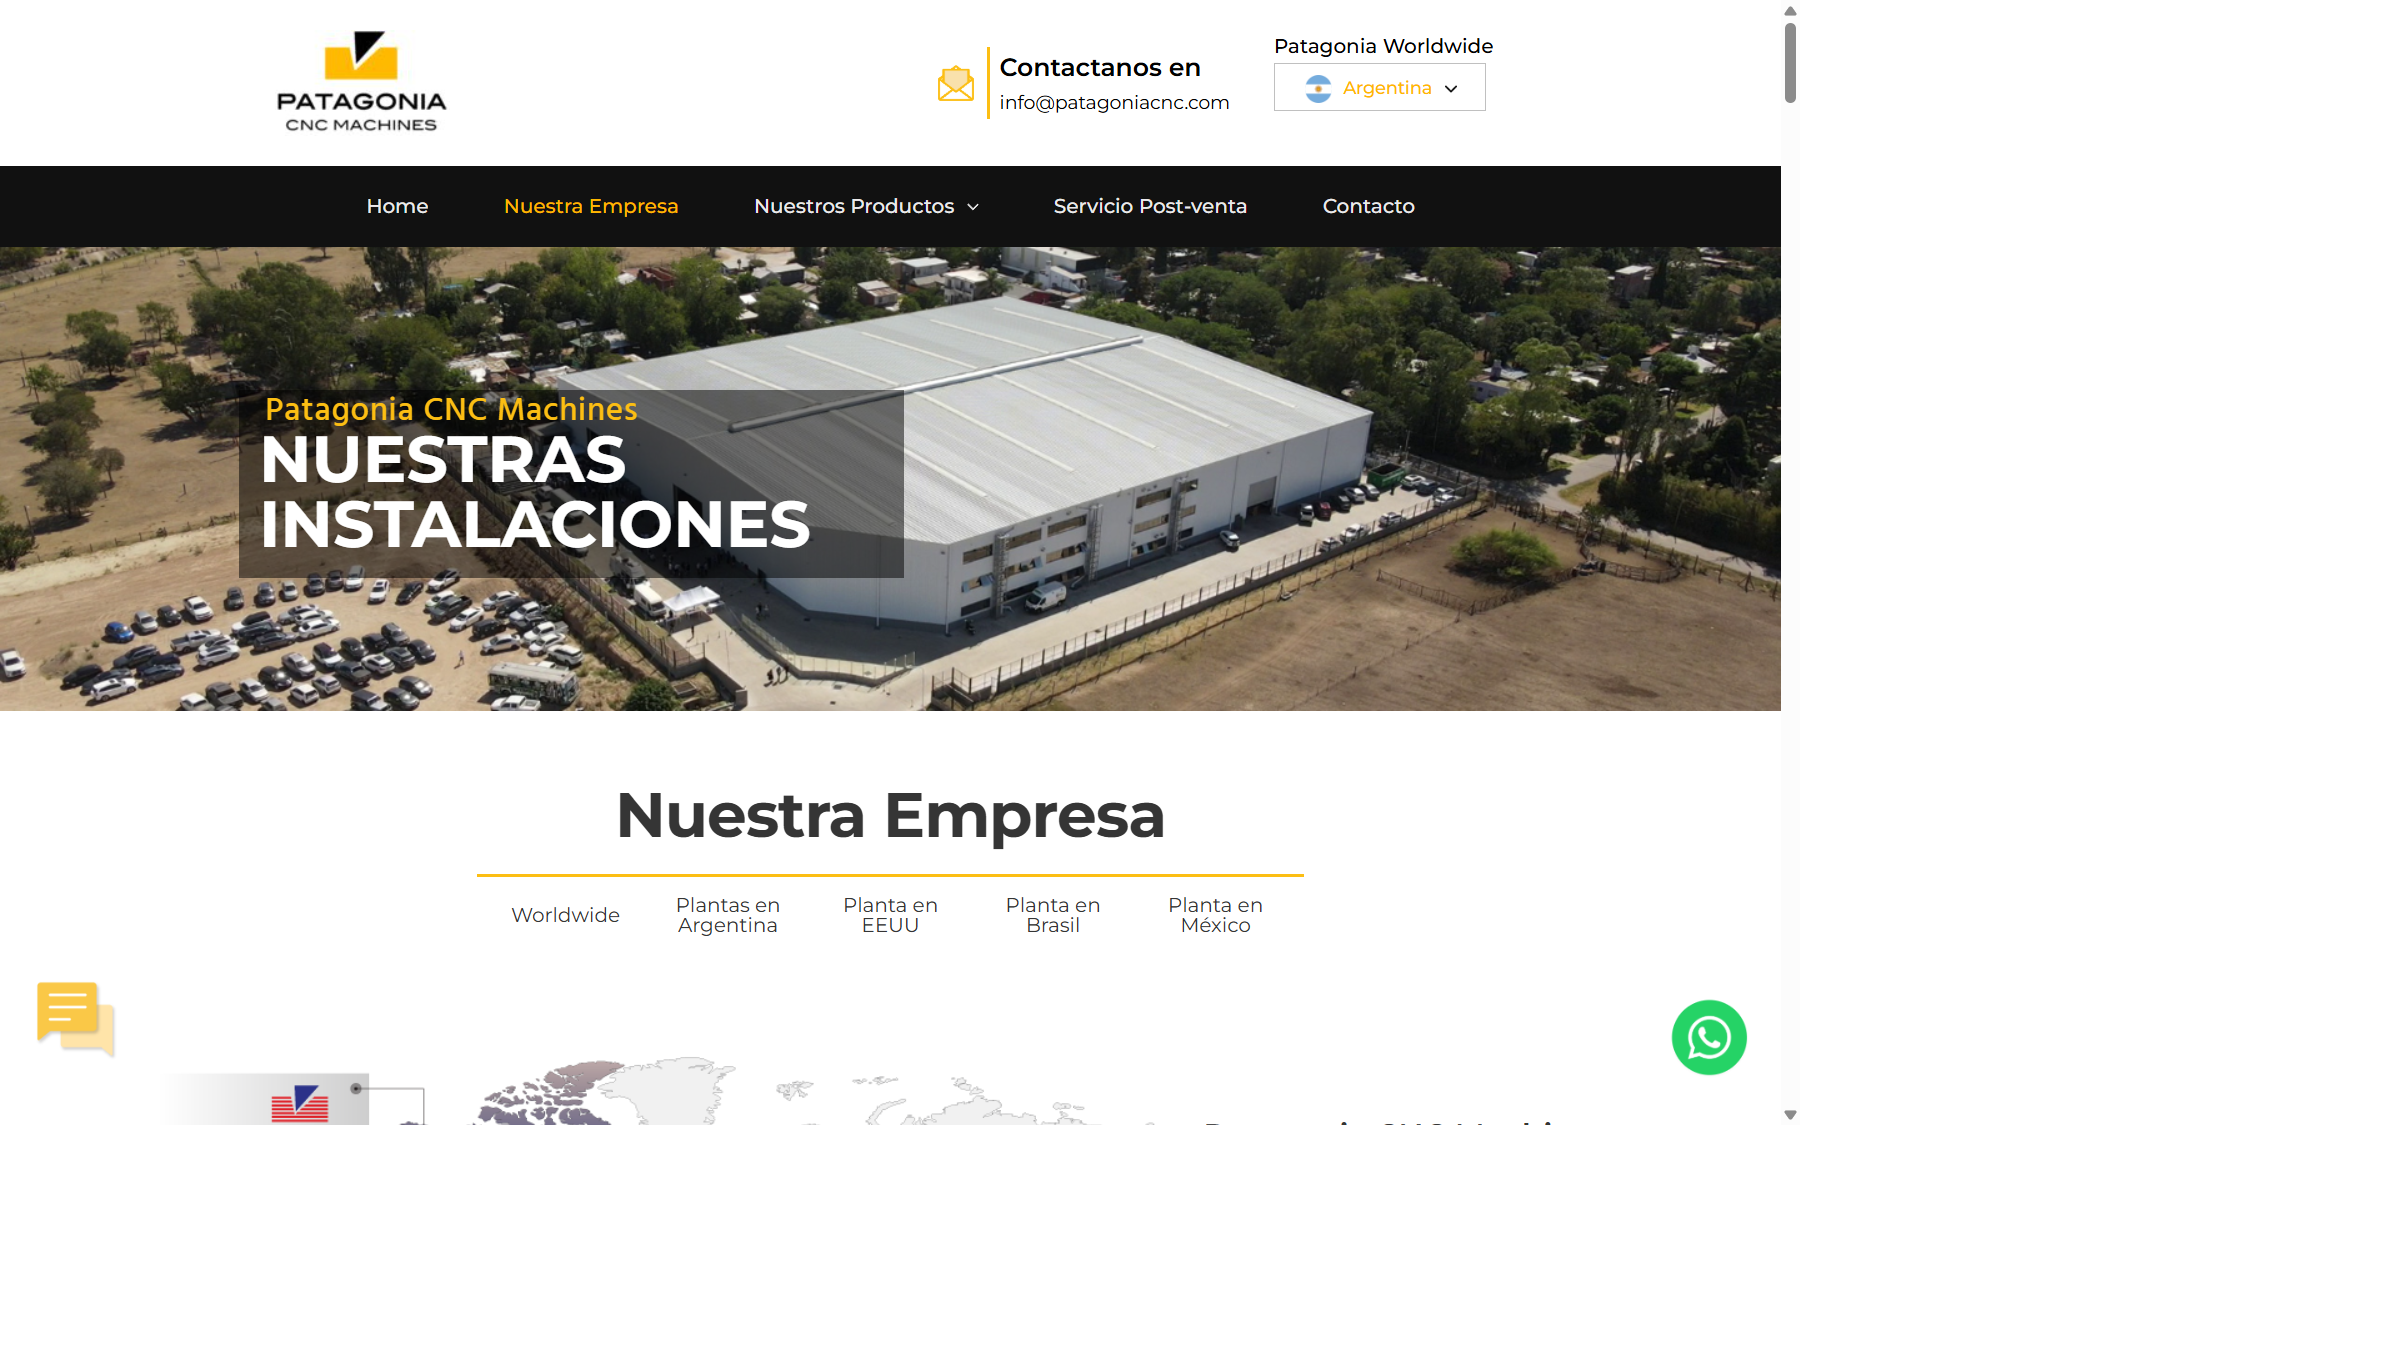 PATAGONIA
CNC MACHINES
Contactanos en
info@patagoniacnc.com
Patagonia Worldwide
Argentina
Home
Nuestra Empresa
Nuestros Productos
Servicio Post-venta
Contacto
Patagonia CNC Machines
NUESTRAS
INSTALACIONES
Nuestra Empresa
Worldwide
Plantas en
Argentina
Planta en
EEUU
Planta en
Brasil
Planta en
México